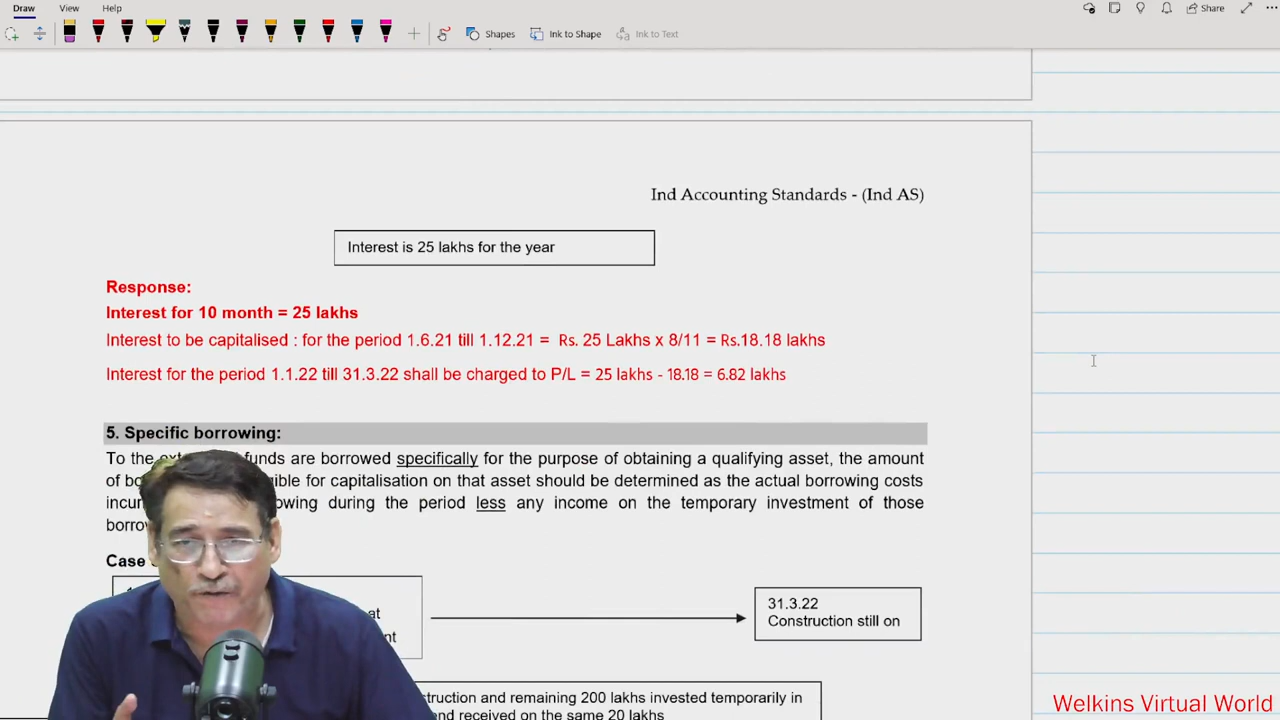 Draw View Help
Share
Shapes Ink to Shape Ink to Text
Ind Accounting Standards - (Ind AS)
Interest is 25 lakhs for the year
Response:
Interest for 10 month = 25 lakhs
Interest to be capitalised : for the period 1.6.21 till 1.12.21 = Rs. 25 Lakhs x 8/11 = Rs.18.18 lakhs
Interest for the period 1.1.22 till 31.3.22 shall be charged to P/L = 25 lakhs - 18.18 = 6.82 lakhs
5. Specific borrowing:
To the funds are borrowed specifically for the purpose of obtaining a qualifying asset, the amount
of for capitalisation on that asset should be determined as the actual borrowing costs
during the period less any income on the temporary investment of those
Case
at
31.3.22
Construction still on
and remaining 200 lakhs invested temporarily in
received on the same 20 lakhs
Welkins Virtual World